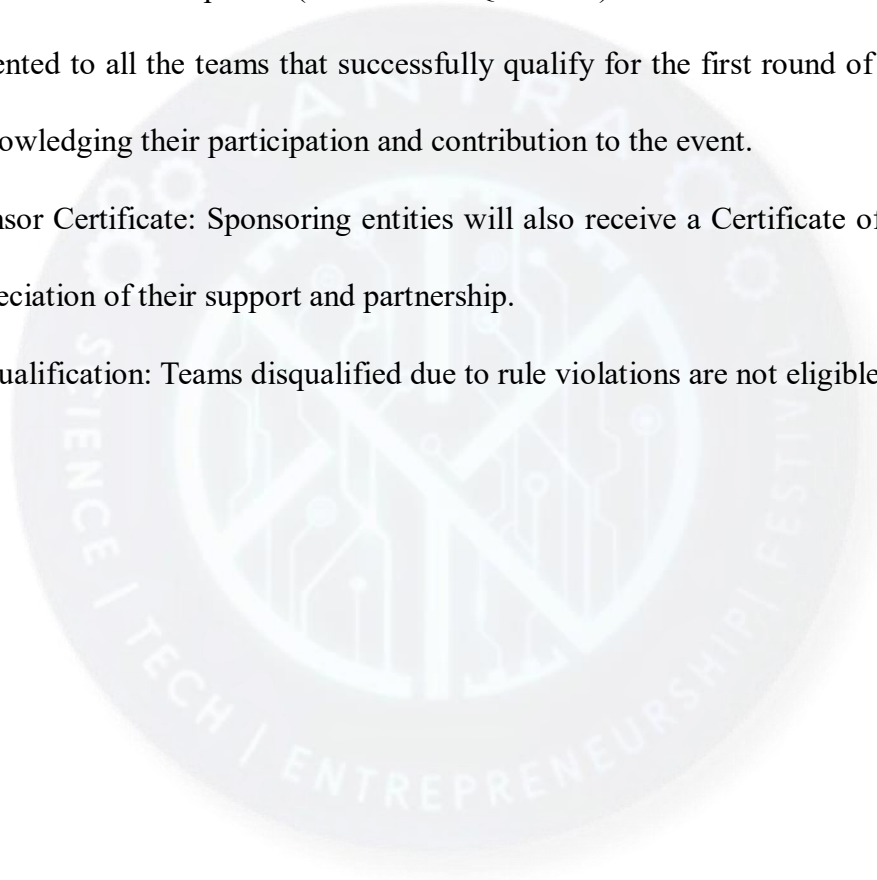 ented to all the teams that successfully qualify for the first round of
owledging their participation and contribution to the event.
nsor Certificate: Sponsoring entities will also receive a Certificate of
eciation of their support and partnership.
ualification: Teams disqualified due to rule violations are not eligible
YANTRA
SCIENCE | TECH | ENTREPRENEURSHIP | FESTIVAL